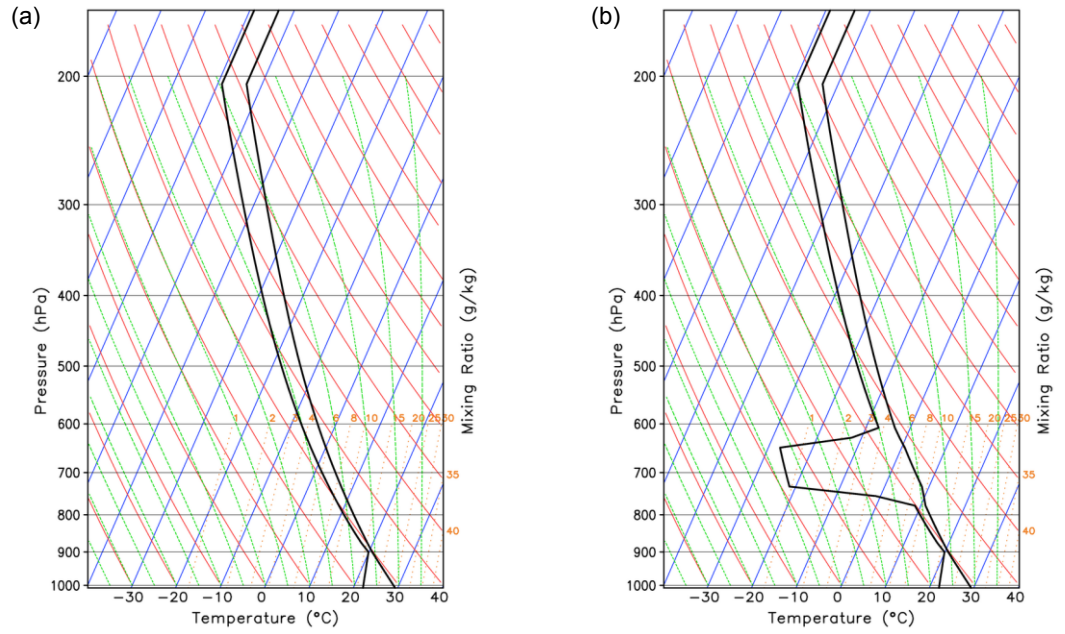 (a)
200
300
400
500
600
700
800
900
1000
Pressure (hPa)
1 2 3 4 6 8 10 15 20 25 30
35
40
Mixing Ratio (g/kg)
−30 −20 −10 0 10 20 30 40
Temperature (°C)
(b)
200
300
400
500
600
700
800
900
1000
Pressure (hPa)
1 2 3 4 6 8 10 15 20 25 30
35
40
Mixing Ratio (g/kg)
−30 −20 −10 0 10 20 30 40
Temperature (°C)